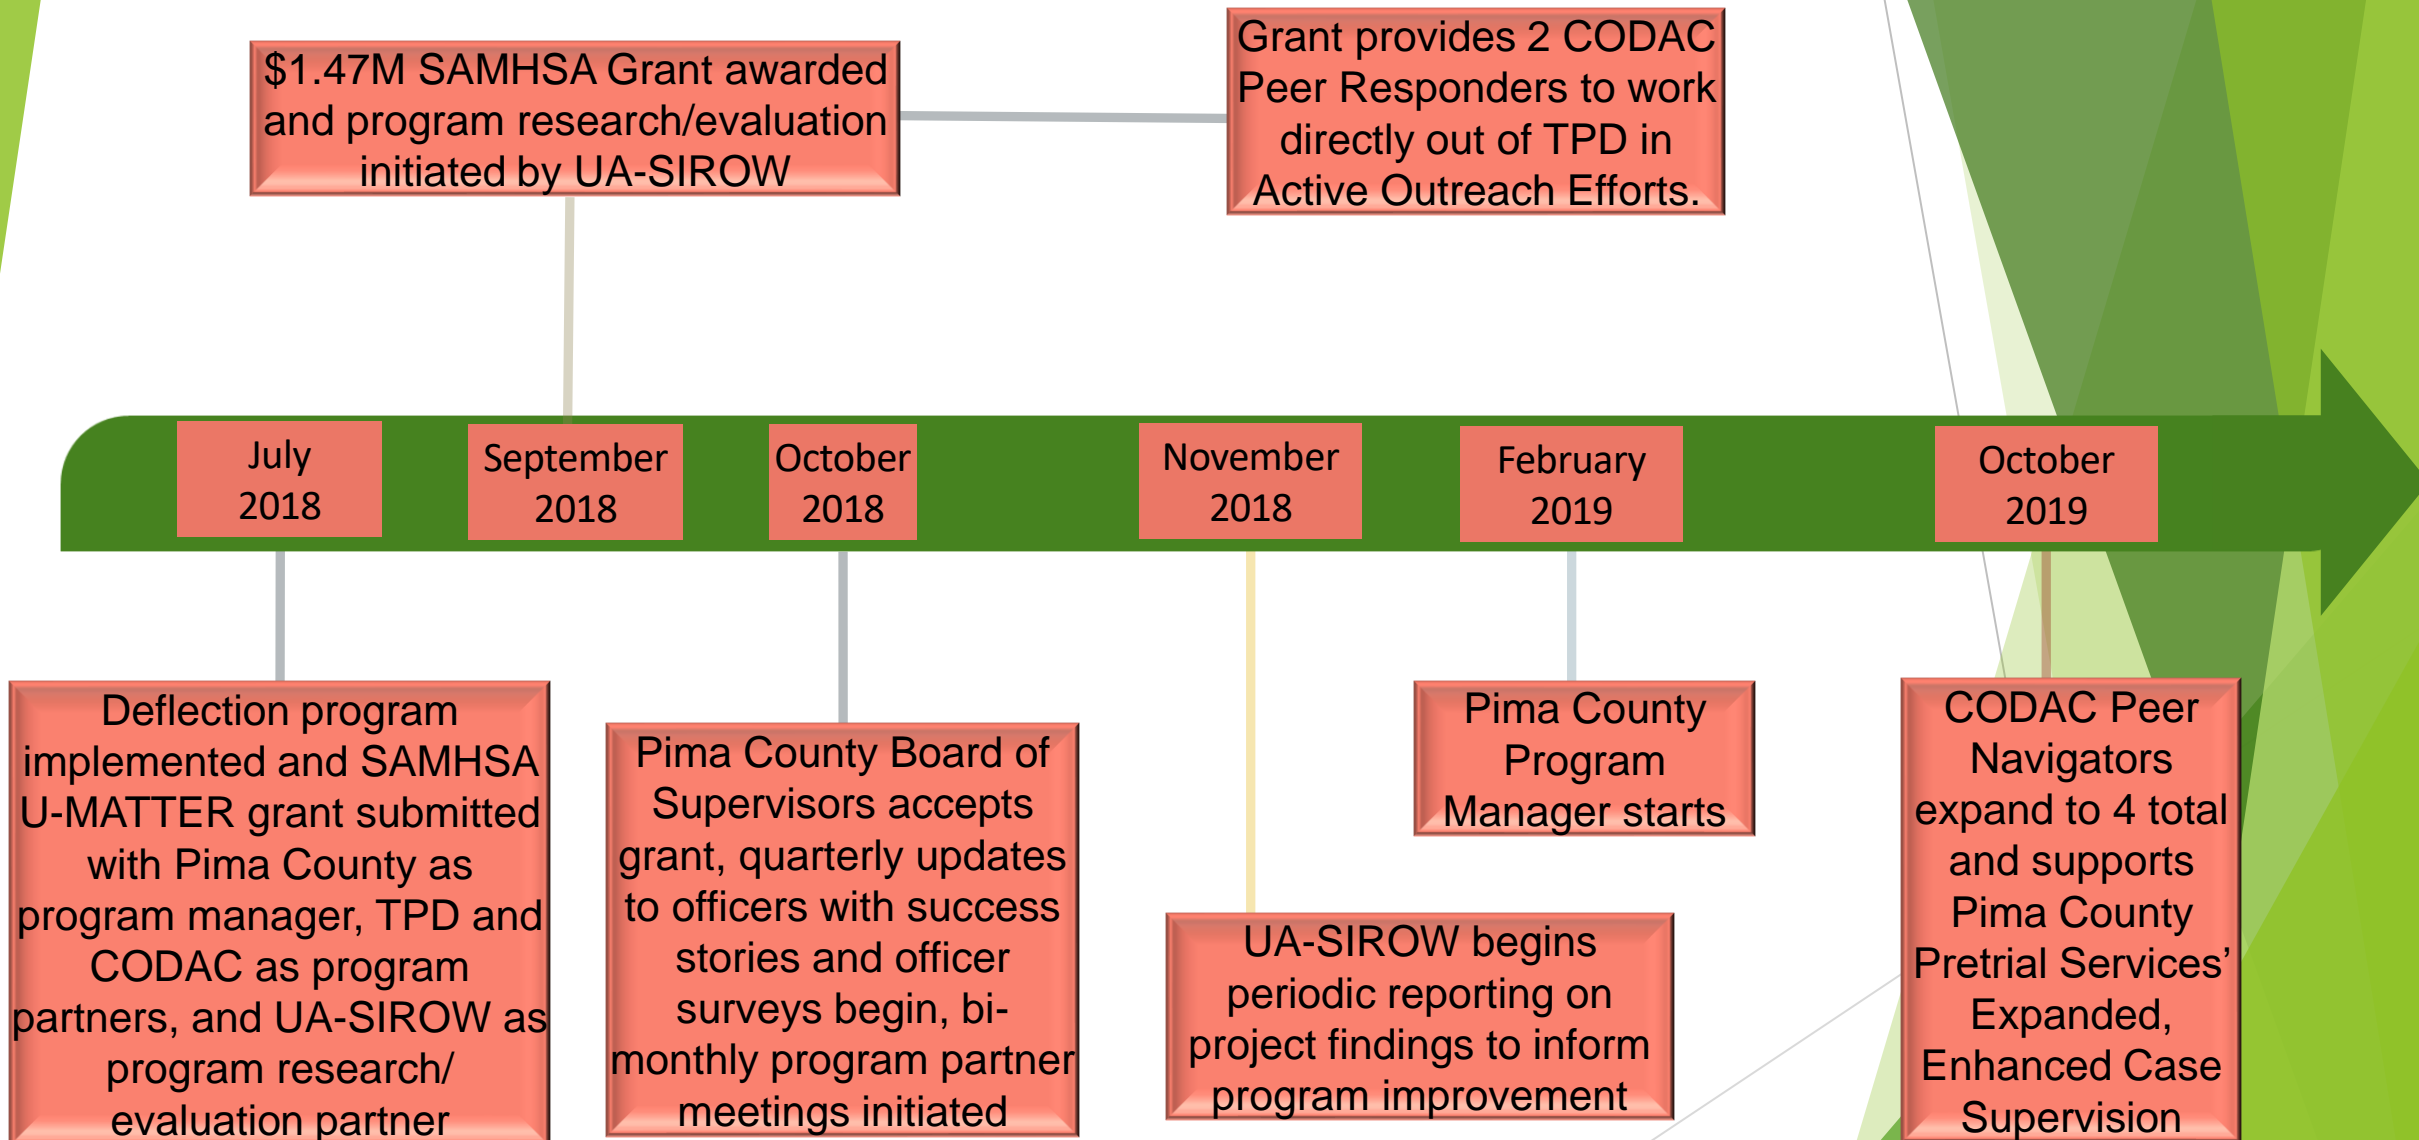 $1.47M SAMHSA Grant awarded
and program research/evaluation
initiated by UA-SIROW
Grant provides 2 CODAC
Peer Responders to work
directly out of TPD in
Active Outreach Efforts.
July
2018
September
2018
October
2018
November
2018
February
2019
October
2019
Deflection program
implemented and SAMHSA
U-MATTER grant submitted
with Pima County as
program manager, TPD and
CODAC as program
partners, and UA-SIROW as
program research/
evaluation partner
Pima County Board of
Supervisors accepts
grant, quarterly updates
to officers with success
stories and officer
surveys begin, bi-
monthly program partner
meetings initiated
UA-SIROW begins
periodic reporting on
project findings to inform
program improvement
Pima County
Program
Manager starts
CODAC Peer
Navigators
expand to 4 total
and supports
Pima County
Pretrial Services’
Expanded,
Enhanced Case
Supervision